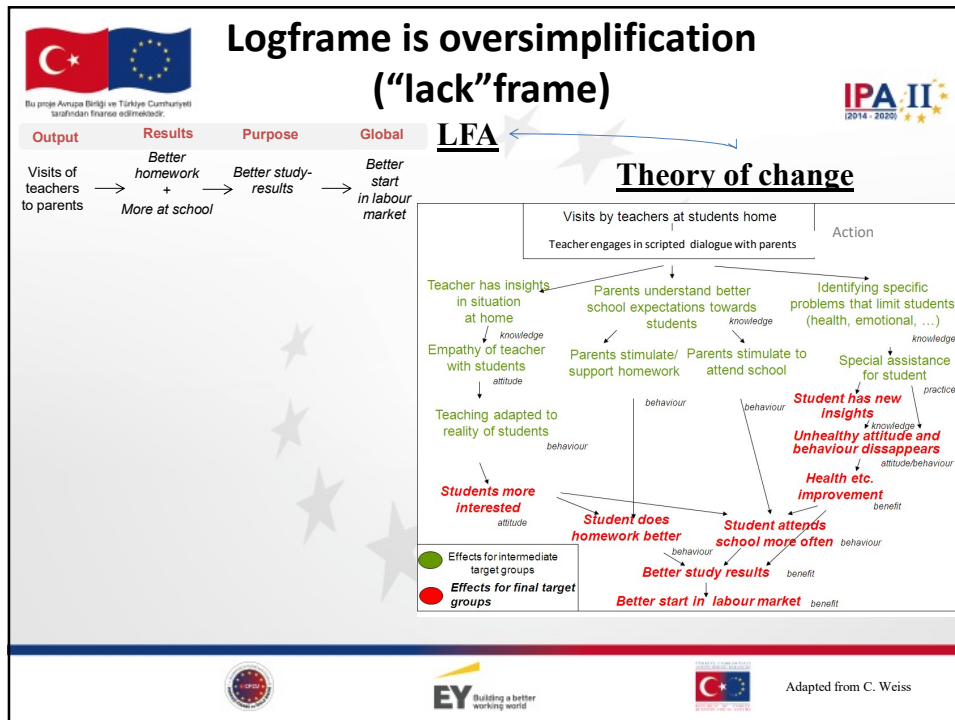 Logframe is oversimplification
(“lack”frame)
Bu proje Avrupa Birliği ve Türkiye Cumhuriyeti
tarafından finanse edilmektedir.
IPA II
(2014 - 2020)
Output
Results
Purpose
Global
LFA
Visits of
teachers
to parents
Better
homework
+
More at school
Better study-
results
Better
start
in labour
market
Theory of change
Visits by teachers at students home
Teacher engages in scripted dialogue with parents
Action
Teacher has insights
in situation
at home
knowledge
Parents understand better
school expectations towards
students
knowledge
Identifying specific
problems that limit students
(health, emotional, ...)
knowledge
Empathy of teacher
with students
attitude
Parents stimulate/
support homework
behaviour
Parents stimulate to
attend school
behaviour
Special assistance
for student
practice
Student has new
insights
knowledge
Teaching adapted to
reality of students
behaviour
Unhealthy attitude and
behaviour dissappears
attitude/behaviour
Health etc.
improvement
benefit
Students more
interested
attitude
Student does
homework better
behaviour
Student attends
school more often
behaviour
Better study results
benefit
Better start in labour market
benefit
Effects for intermediate
target groups
Effects for final target
groups
EY
Building a better
working world
Adapted from C. Weiss